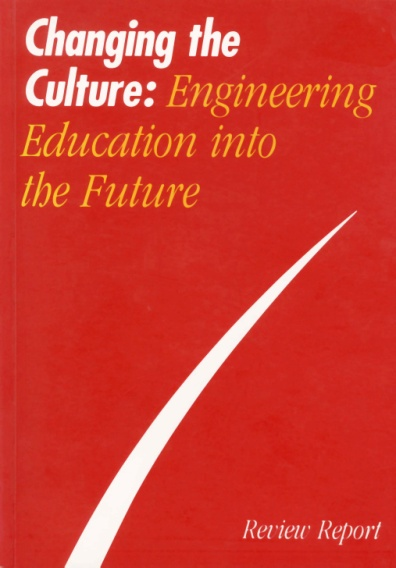 Changing the
Culture: Engineering
Education into
the Future
Review Report